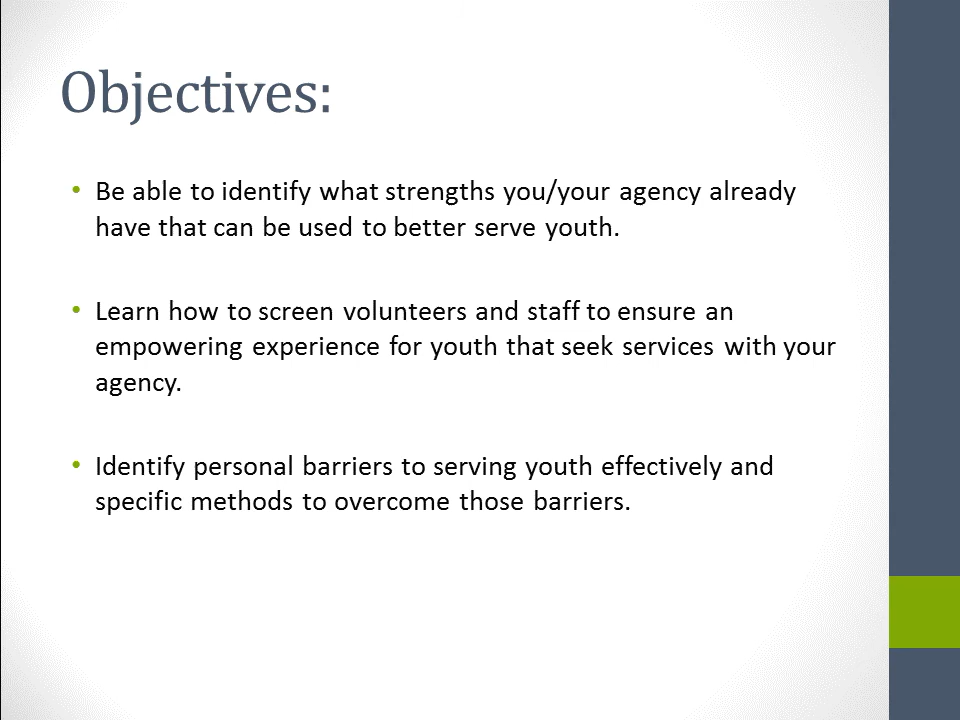 Objectives:
• Be able to identify what strengths you/your agency already
have that can be used to better serve youth.
• Learn how to screen volunteers and staff to ensure an
empowering experience for youth that seek services with your
agency.
• Identify personal barriers to serving youth effectively and
specific methods to overcome those barriers.